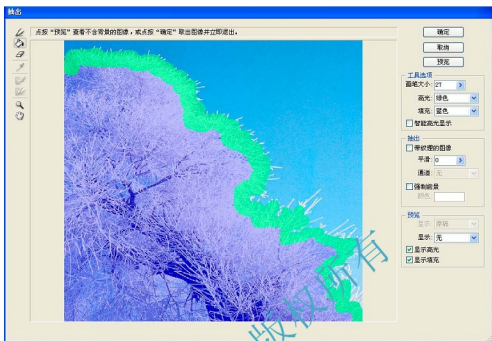 抽出
点按“预览”查看不含背景的图像，或点按“确定”取出图像并立即退出。
确定
取消
预览
工具选项
画笔大小: 27
高光: 绿色
填充: 蓝色
智能高光显示
抽出
带纹理的图像
平滑: 0
通道: 无
强制前景
颜色:
预览
显示: 原稿
显示: 无
显示高光
显示填充
版权所有